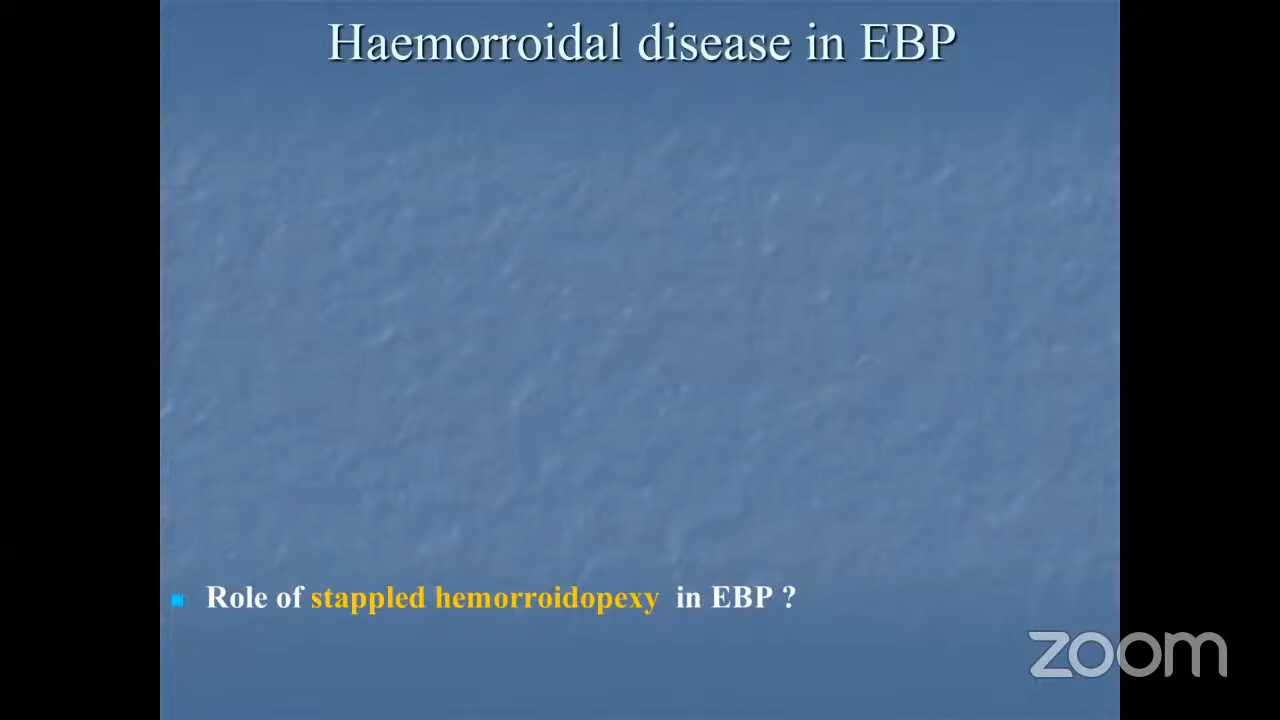 Haemorroidal disease in EBP
Role of stappled hemorroidopexy in EBP ?
zoom